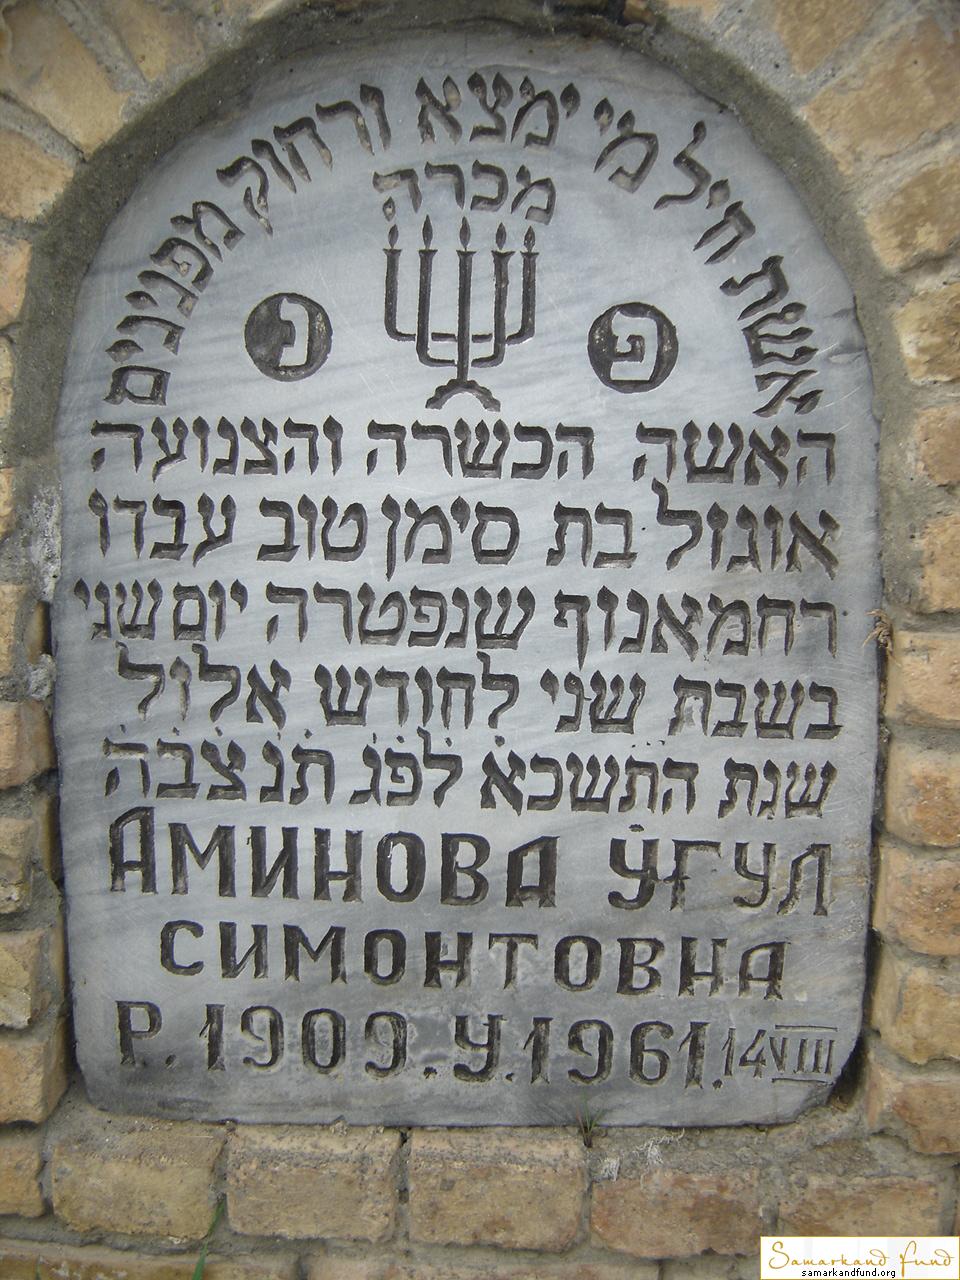 אשת חיל מי ימצא ורחוק מפנינים
מכרה
פ נ
האשה הכשרה והצנועה
אוגול בת סימן טוב עבדו
רחמאנוף שנפטרה יום שני
בשבת שני לחודש אלול
שנת התשכא לפג תנצבה
АМИНОВА УГУЛ
СИМОНТОВНА
Р. 1909. У. 1961. 14 VIII
Samarkand Fund
samarkandfund.org